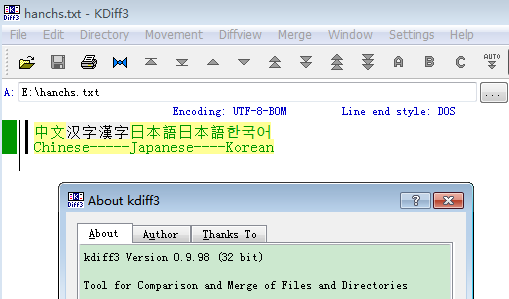 hanchs.txt - KDiff3
File Edit Directory Movement Diffview Merge Window Settings Help
A B C AUTO
A: E:\hanchs.txt ...
Encoding: UTF-8-BOM Line end style: DOS
中文汉字漢字日本語日本語한국어
Chinese-----Japanese----Korean
About kdiff3
About Author Thanks To
kdiff3 Version 0.9.98 (32 bit)
Tool for Comparison and Merge of Files and Directories